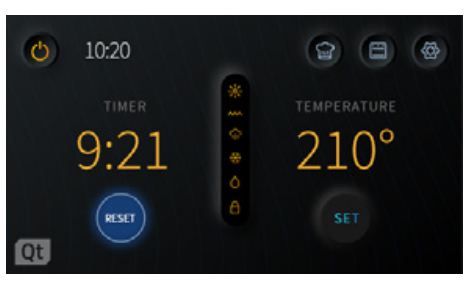 10:20
TIMER
9:21
RESET
TEMPERATURE
210°
SET
Qt